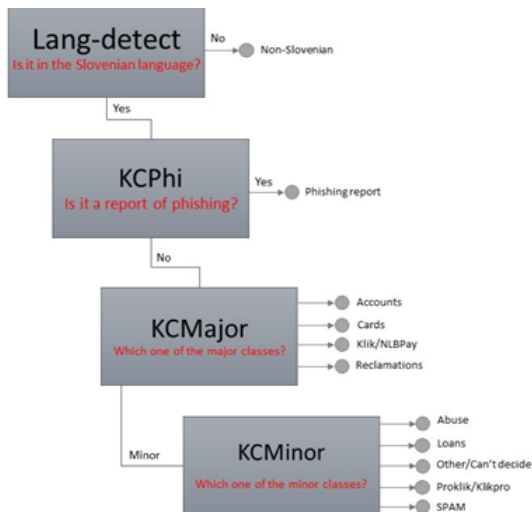 Lang-detect
Is it in the Slovenian language?
No
Non-Slovenian
Yes
KCPhi
Is it a report of phishing?
Yes
Phishing report
No
KCMajor
Which one of the major classes?
Accounts
Cards
Klik/NLBPay
Reclamations
Minor
KCMinor
Which one of the minor classes?
Abuse
Loans
Other/Can't decide
Proklik/Klikpro
SPAM